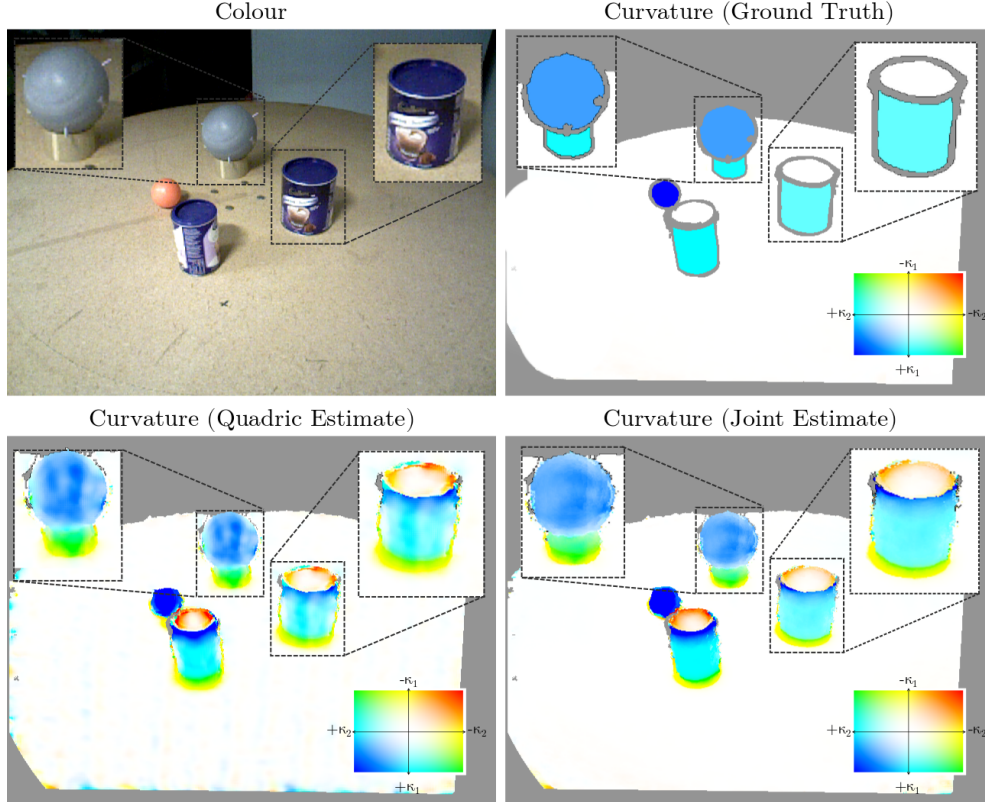 Colour
Curvature (Ground Truth)
-κ₁
+κ₂
-κ₂
+κ₁
Curvature (Quadric Estimate)
Curvature (Joint Estimate)
-κ₁
+κ₂
-κ₂
+κ₁
-κ₁
+κ₂
-κ₂
+κ₁